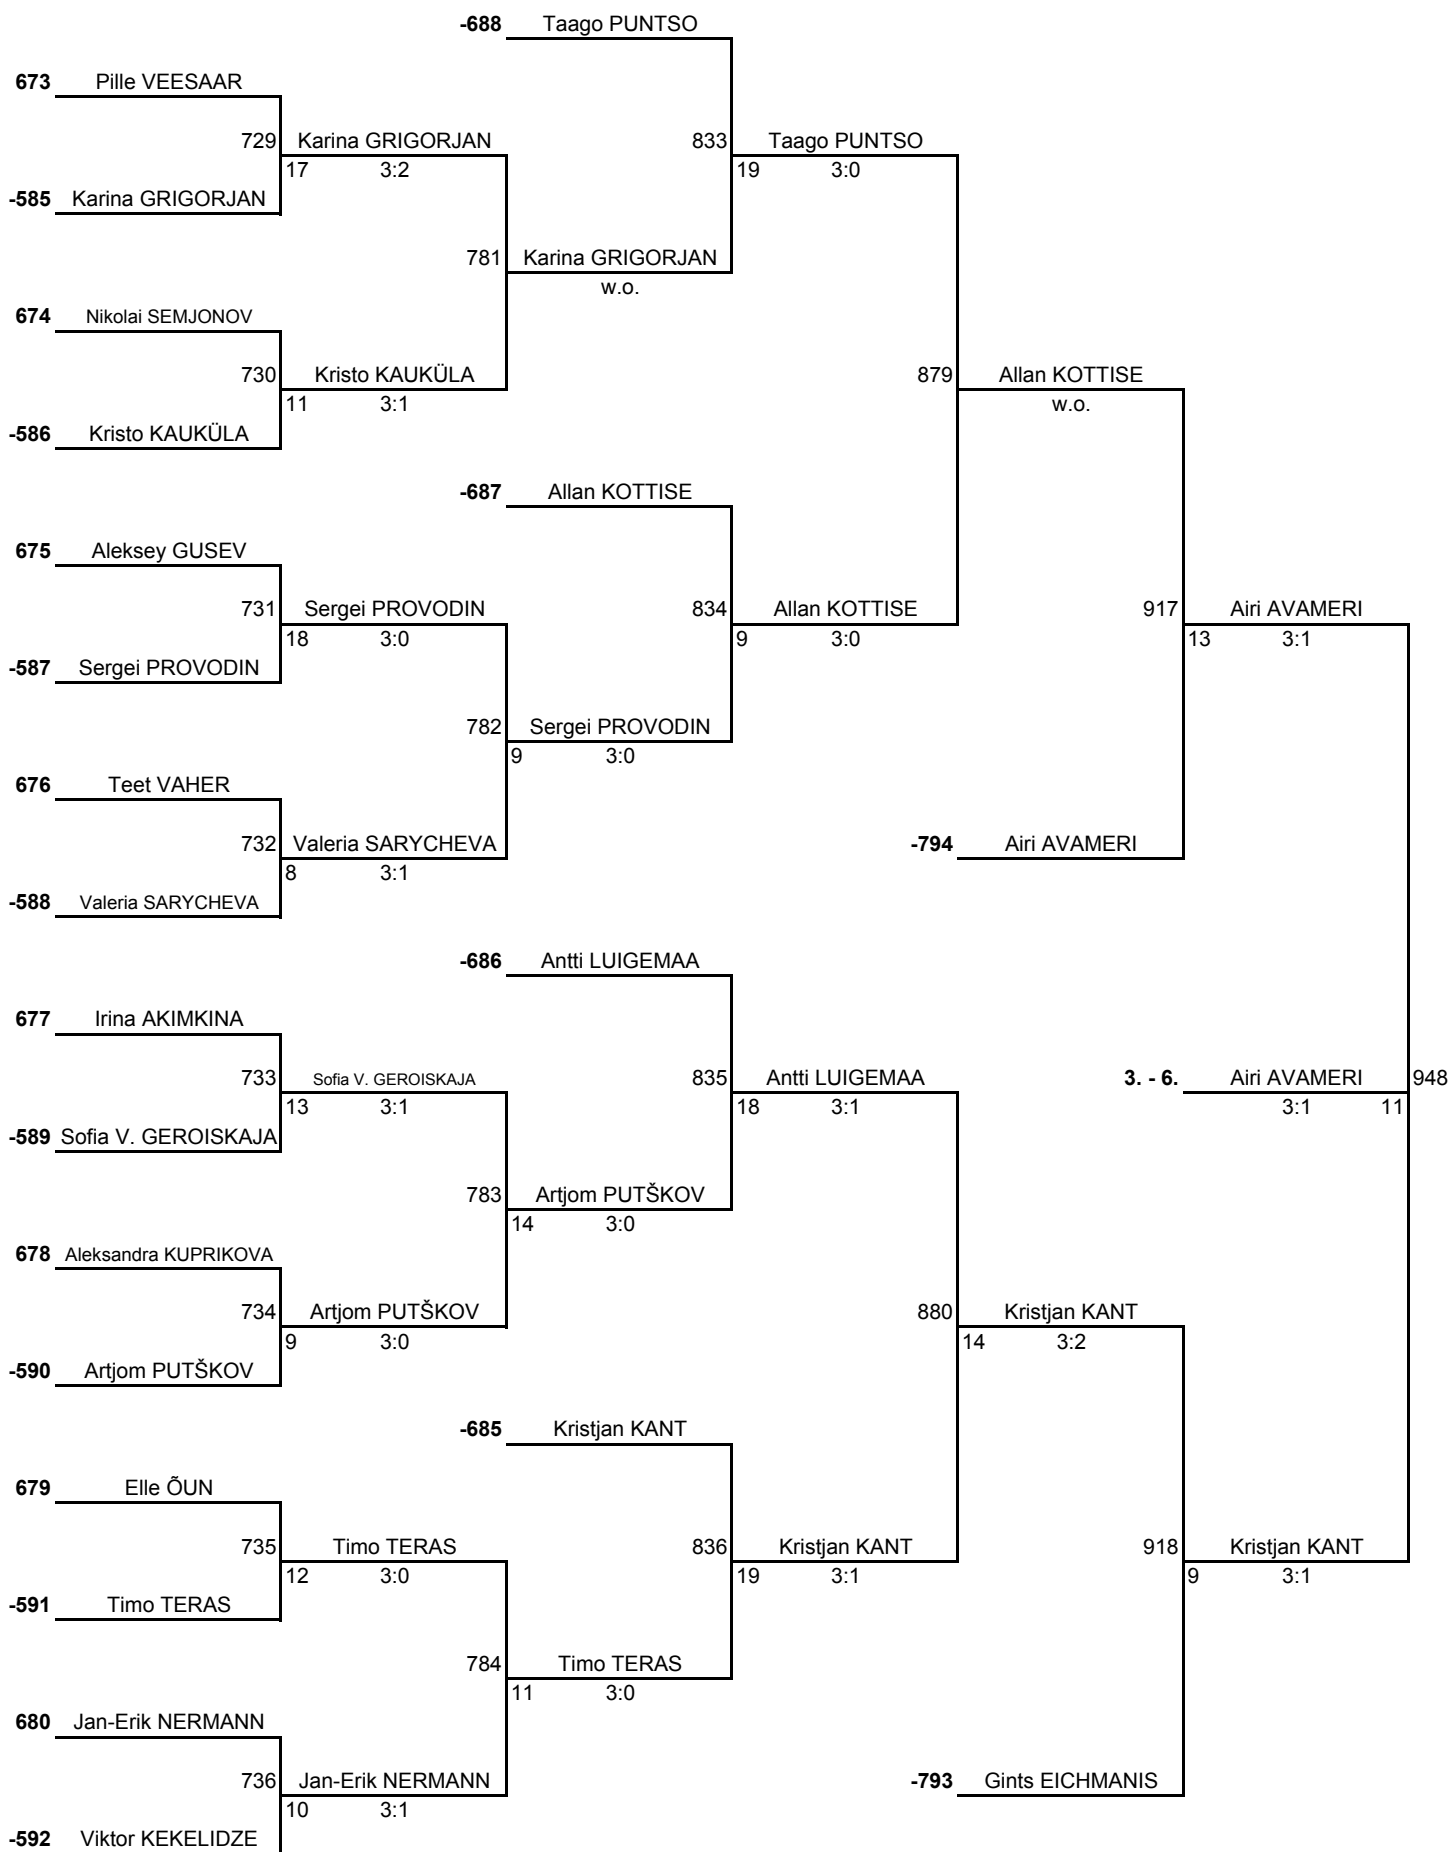 -688 Taago PUNTSO
673 Pille VEESAAR
729 Karina GRIGORJAN 833 Taago PUNTSO
17 3:2 19 3:0
-585 Karina GRIGORJAN
781 Karina GRIGORJAN
w.o.
674 Nikolai SEMJONOV
730 Kristo KAUKÜLA 879 Allan KOTTISE
11 3:1 w.o.
-586 Kristo KAUKÜLA
-687 Allan KOTTISE
675 Aleksey GUSEV
731 Sergei PROVODIN 834 Allan KOTTISE 917 Airi AVAMERI
18 3:0 9 3:0 13 3:1
-587 Sergei PROVODIN
782 Sergei PROVODIN
9 3:0
676 Teet VAHER
732 Valeria SARYCHEVA -794 Airi AVAMERI
8 3:1
-588 Valeria SARYCHEVA
-686 Antti LUIGEMAA
677 Irina AKIMKINA
733 Sofia V. GEROISKAJA 835 Antti LUIGEMAA 3. - 6. Airi AVAMERI 948
13 3:1 18 3:1 3:1 11
-589 Sofia V. GEROISKAJA
783 Artjom PUTŠKOV
14 3:0
678 Aleksandra KUPRIKOVA
734 Artjom PUTŠKOV 880 Kristjan KANT
9 3:0 14 3:2
-590 Artjom PUTŠKOV
-685 Kristjan KANT
679 Elle ÕUN
735 Timo TERAS 836 Kristjan KANT 918 Kristjan KANT
12 3:0 19 3:1 9 3:1
-591 Timo TERAS
784 Timo TERAS
11 3:0
680 Jan-Erik NERMANN
736 Jan-Erik NERMANN -793 Gints EICHMANIS
10 3:1
-592 Viktor KEKELIDZE